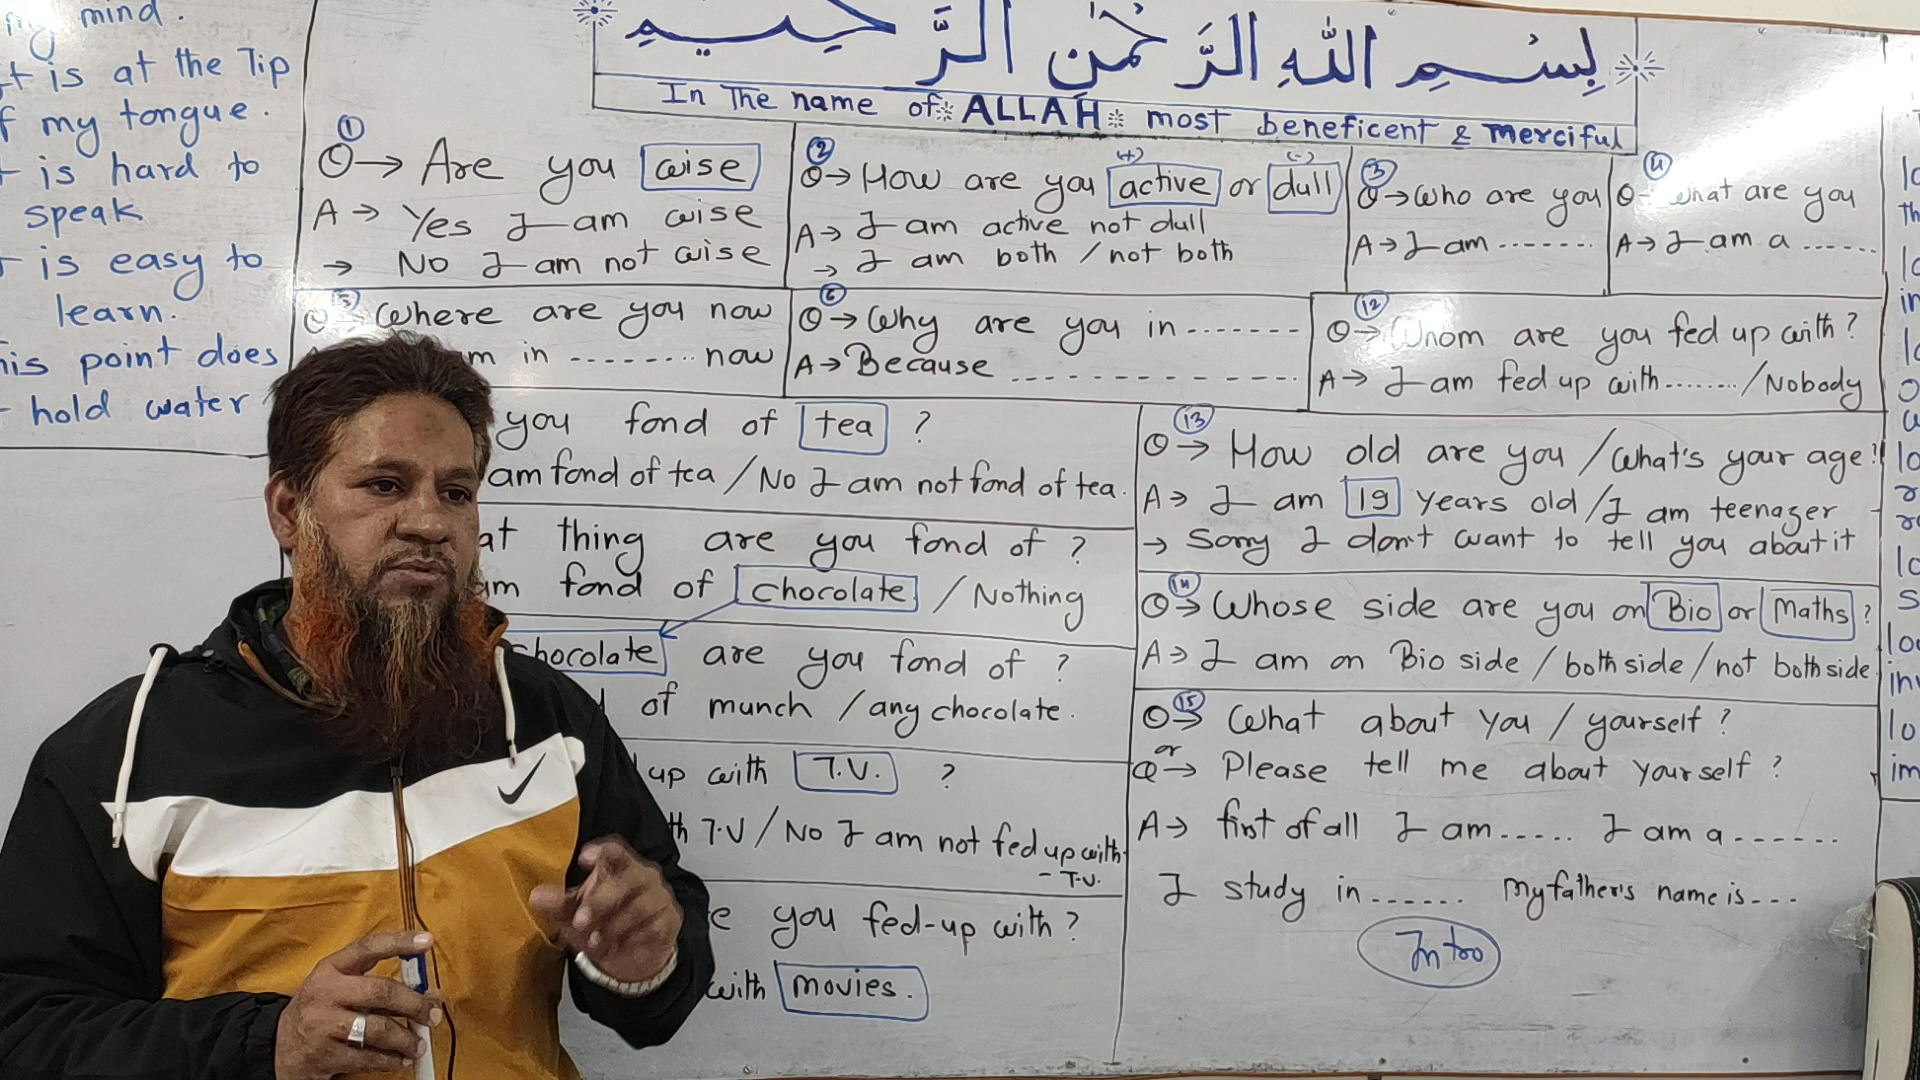 mind.
is at the Tip
my tongue.
is hard to
speak
is easy to
learn.
point does
hold water
بِسْمِ اللهِ الرَّحْمٰنِ الرَّحِيمِ
In The name of ALLAH most beneficent & merciful
① Q→ Are you wise
A→ Yes I am wise
→ No I am not wise
② Q→ How are you active or dull
(+) (-)
A→ I am active not dull
→ I am both / not both
③ Q→ Who are you
A→ I am .......
④ Q→ What are you
A→ I am a ......
⑤ Q→ Where are you now
in ........ now
⑥ Q→ Why are you in .......
A→ Because ............
⑫ Q→ Whom are you fed up with?
A→ I am fed up with ......../Nobody
you fond of tea ?
am fond of tea / No I am not fond of tea.
thing are you fond of ?
am fond of chocolate / Nothing
chocolate are you fond of ?
of munch / any chocolate.
up with T.V. ?
T.V / No I am not fed up with
- T.V.
you fed-up with?
with movies.
⑬ Q→ How old are you / what's your age?
A→ I am 19 years old / I am teenager
→ Sorry I don't want to tell you about it
⑭ Q→ Whose side are you on Bio or Maths ?
A→ I am on Bio side / both side / not both side.
⑮ Q→ What about you / yourself ?
or
Q→ Please tell me about yourself ?
A→ first of all I am ..... I am a ......
I study in ...... My father's name is ...
Intro